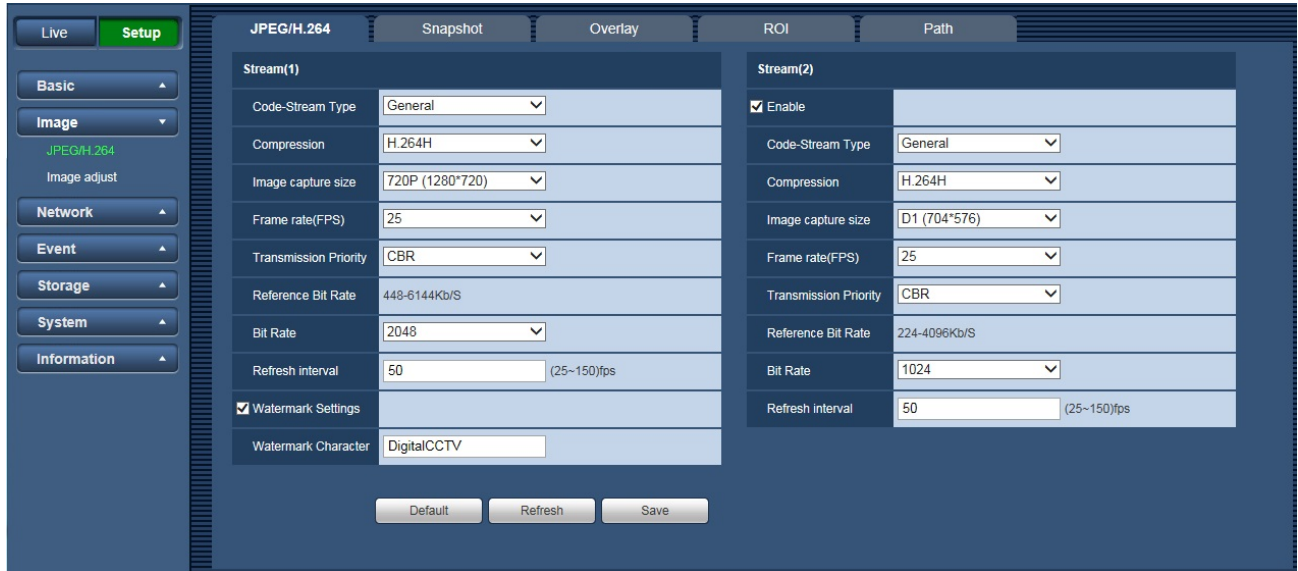 Live Setup
JPEG/H.264 Snapshot Overlay ROI Path
Basic
Image
JPEG/H.264
Image adjust
Network
Event
Storage
System
Information
Stream(1)
Code-Stream Type General
Compression H.264H
Image capture size 720P (1280*720)
Frame rate(FPS) 25
Transmission Priority CBR
Reference Bit Rate 448-6144Kb/S
Bit Rate 2048
Refresh interval 50 (25~150)fps
Watermark Settings
Watermark Character DigitalCCTV
Stream(2)
Enable
Code-Stream Type General
Compression H.264H
Image capture size D1 (704*576)
Frame rate(FPS) 25
Transmission Priority CBR
Reference Bit Rate 224-4096Kb/S
Bit Rate 1024
Refresh interval 50 (25~150)fps
Default Refresh Save